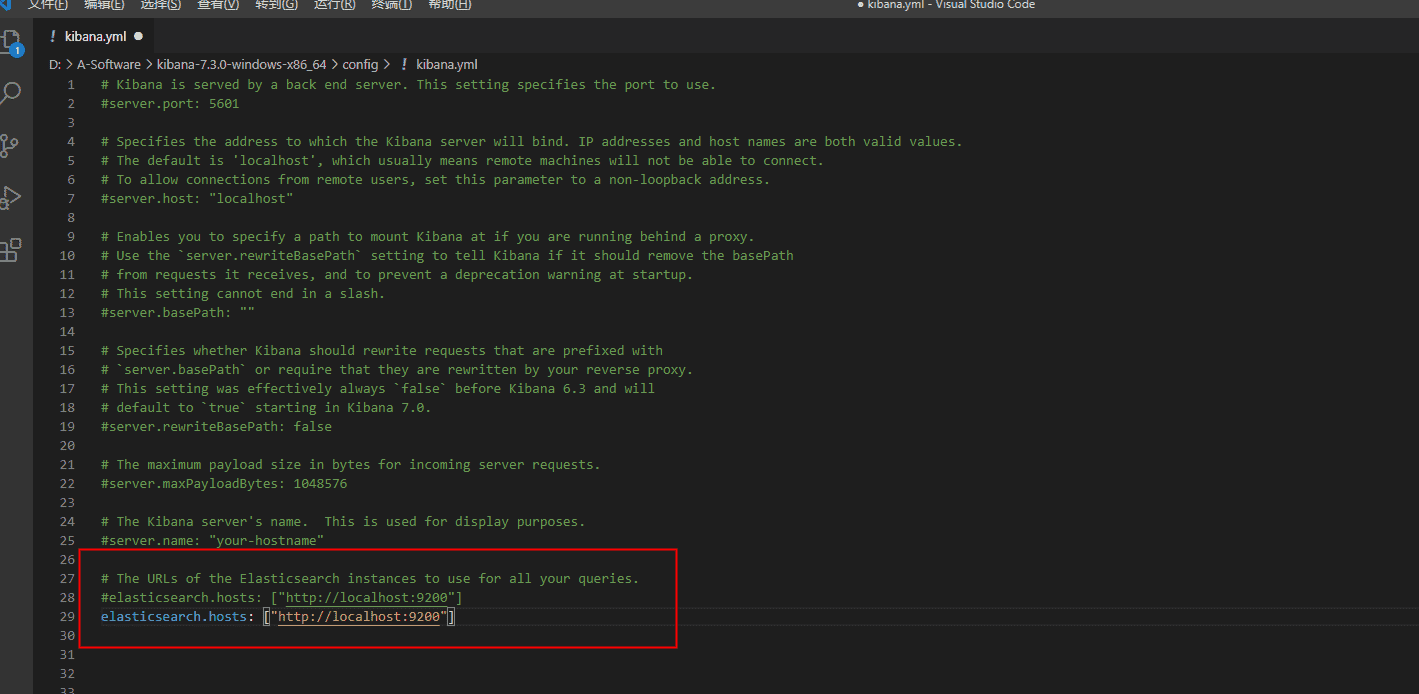 文件(F) 编辑(E) 选择(S) 查看(V) 转到(G) 运行(R) 终端(T) 帮助(H) ● kibana.yml - Visual Studio Code
! kibana.yml ●
1
D: > A-Software > kibana-7.3.0-windows-x86_64 > config > ! kibana.yml
1 # Kibana is served by a back end server. This setting specifies the port to use.
2 #server.port: 5601
3
4 # Specifies the address to which the Kibana server will bind. IP addresses and host names are both valid values.
5 # The default is 'localhost', which usually means remote machines will not be able to connect.
6 # To allow connections from remote users, set this parameter to a non-loopback address.
7 #server.host: "localhost"
8
9 # Enables you to specify a path to mount Kibana at if you are running behind a proxy.
10 # Use the `server.rewriteBasePath` setting to tell Kibana if it should remove the basePath
11 # from requests it receives, and to prevent a deprecation warning at startup.
12 # This setting cannot end in a slash.
13 #server.basePath: ""
14
15 # Specifies whether Kibana should rewrite requests that are prefixed with
16 # `server.basePath` or require that they are rewritten by your reverse proxy.
17 # This setting was effectively always `false` before Kibana 6.3 and will
18 # default to `true` starting in Kibana 7.0.
19 #server.rewriteBasePath: false
20
21 # The maximum payload size in bytes for incoming server requests.
22 #server.maxPayloadBytes: 1048576
23
24 # The Kibana server's name.  This is used for display purposes.
25 #server.name: "your-hostname"
26
27 # The URLs of the Elasticsearch instances to use for all your queries.
28 #elasticsearch.hosts: ["http://localhost:9200"]
29 elasticsearch.hosts: ["http://localhost:9200"]
30
31
32
33